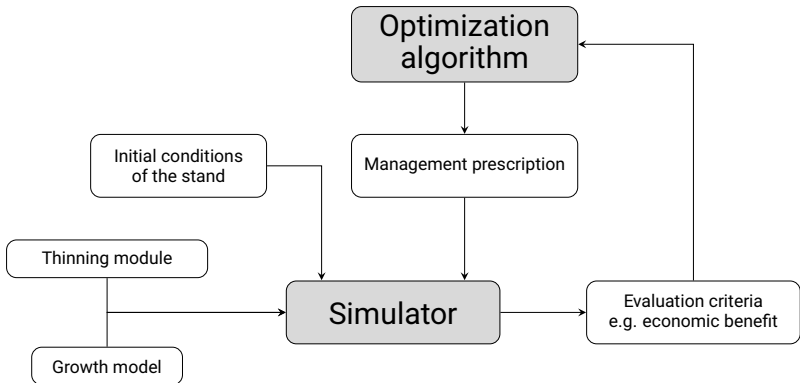 Optimization
algorithm
Initial conditions
of the stand
Management prescription
Thinning module
Simulator
Evaluation criteria
e.g. economic benefit
Growth model